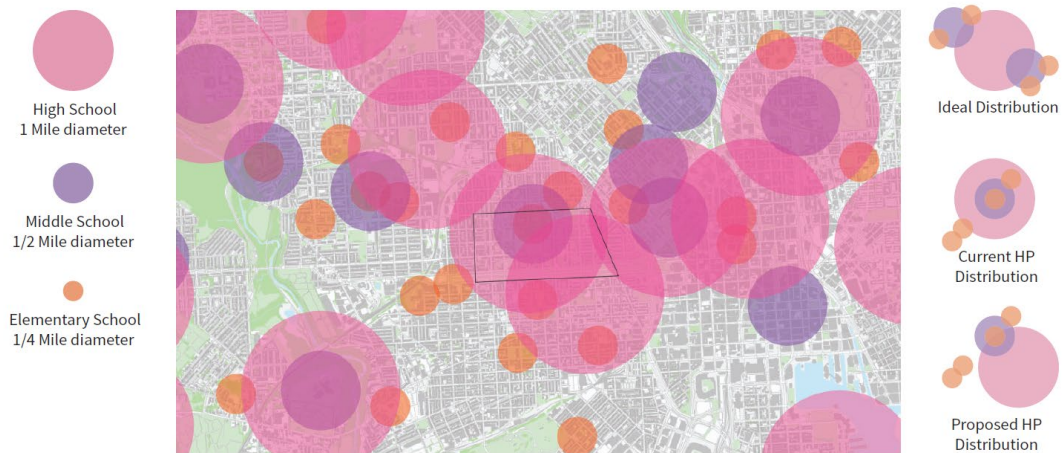 High School
1 Mile diameter
Middle School
1/2 Mile diameter
Elementary School
1/4 Mile diameter
Ideal Distribution
Current HP
Distribution
Proposed HP
Distribution